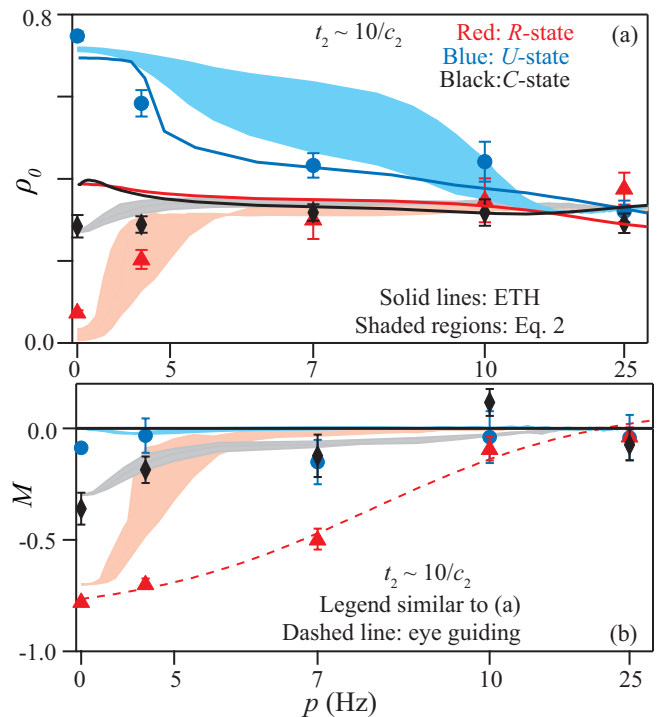 0.8
t₂ ~ 10/c₂
(a)
Red: R-state
Blue: U-state
Black:C-state
ρ₀
Solid lines: ETH
Shaded regions: Eq. 2
0.0
0 5 7 10 25
0.0
M
-0.5
t₂ ~ 10/c₂
Legend similar to (a)
Dashed line: eye guiding
(b)
-1.0
0 5 7 10 25
p (Hz)